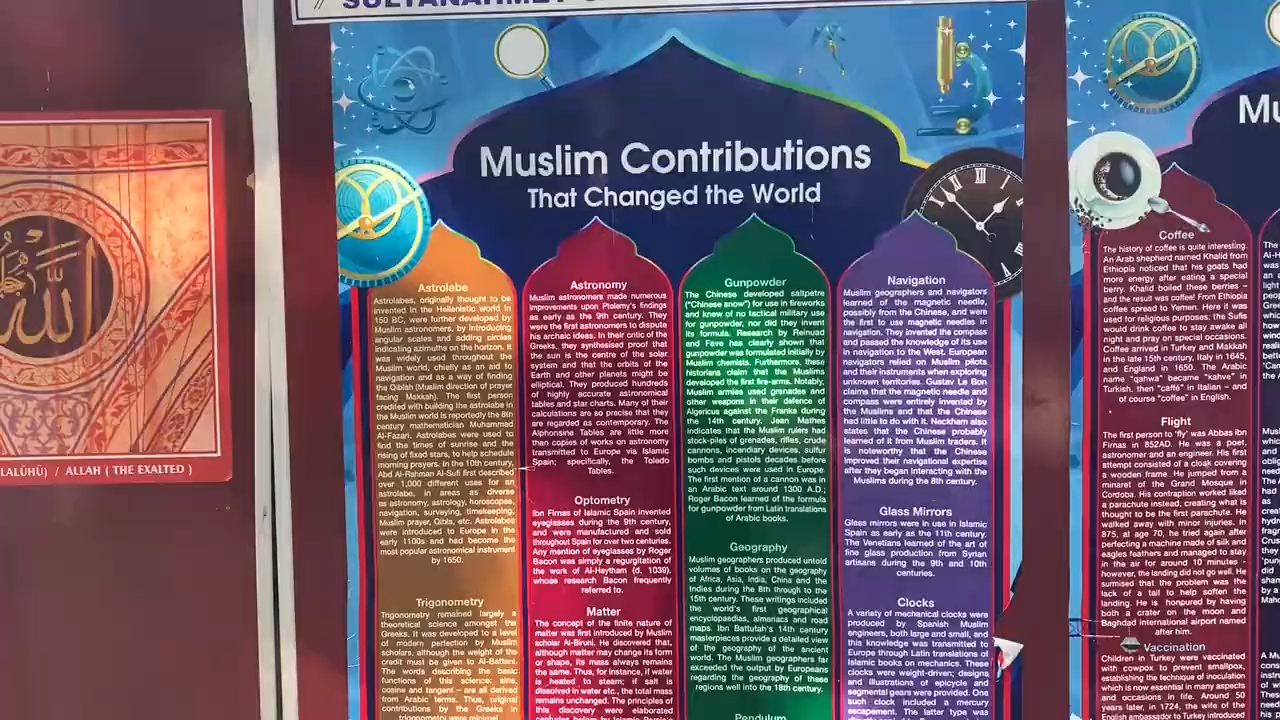 SULTANAHMET
LALÜHÜ) / ALLAH ( THE EXALTED )
Muslim Contributions
That Changed the World
Astrolabe
Astrolabes, originally thought to be
invented in the Hellenistic world in
150 BC, were further developed by
Muslim astronomers, by introducing
angular scales and adding circles
indicating azimuths on the horizon. It
was widely used throughout the
Muslim world, chiefly as an aid to
navigation and as a way of finding
the Qiblah (Muslim direction of prayer
facing Makkah). The first person
credited with building the astrolabe in
the Muslim world is reportedly the 8th
century mathematician Muhammad
Al-Fazari. Astrolabes were used to
find the times of sunrise and the
rising of fixed stars, to help schedule
morning prayers. In the 10th century,
Abd Al-Rahman Al-Sufi first described
over 1,000 different uses for an
astrolabe, in areas as diverse
as astronomy, astrology, horoscopes,
navigation, surveying, timekeeping,
Muslim prayer, Qibla, etc. Astrolabes
were introduced to Europe in the
early 1100s and had become the
most popular astronomical instrument
by 1650.
Trigonometry
Trigonometry remained largely a
theoretical science amongst the
Greeks. It was developed to a level
of modern perfection by Muslim
scholars, although the weight of the
credit must be given to Al-Battani.
The words describing the basic
functions of this science; sine,
cosine and tangent – are all derived
from Arabic terms. Thus, original
contributions by the Greeks in
trigonometry were minimal.
Astronomy
Muslim astronomers made numerous
improvements upon Ptolemy's findings
as early as the 9th century. They
were the first astronomers to dispute
his archaic ideas. In their critic of the
Greeks, they synthesised proof that
the sun is the centre of the solar
system and that the orbits of the
Earth and other planets might be
elliptical. They produced hundreds
of highly accurate astronomical
tables and star charts. Many of their
calculations are so precise that they
are regarded as contemporary. The
Alphonsine Tables are little more
than copies of works on astronomy
transmitted to Europe via Islamic
Spain; specifically, the Toledo
Tables.
Optometry
Ibn Firnas of Islamic Spain invented
eyeglasses during the 9th century,
and were manufactured and sold
throughout Spain for over two centuries.
Any mention of eyeglasses by Roger
Bacon was simply a regurgitation of
the work of Al-Haytham (d. 1039),
whose research Bacon frequently
referred to.
Matter
The concept of the finite nature of
matter was first introduced by Muslim
scholar Al-Biruni. He discovered that,
although matter may change its form
or shape, its mass always remains
the same. Thus, for instance, if water
is heated to steam; if salt is
dissolved in water etc., the total mass
remains unchanged. The principles of
this discovery were elaborated
Gunpowder
The Chinese developed saltpetre
("Chinese snow") for use in fireworks
and knew of no tactical military use
for gunpowder, nor did they invent
its formula. Research by Reinuad
and Fave has clearly shown that
gunpowder was formulated initially by
Muslim chemists. Furthermore, these
historians claim that the Muslims
developed the first fire-arms. Notably,
Muslim armies used grenades and
other weapons in their defence of
Algericus against the Franks during
the 14th century. Jean Mathes
indicates that the Muslim rulers had
stock-piles of grenades, rifles, crude
cannons, incendiary devices, sulfur
bombs and pistols decades before
such devices were used in Europe.
The first mention of a cannon was in
an Arabic text around 1300 A.D.;
Roger Bacon learned of the formula
for gunpowder from Latin translations
of Arabic books.
Geography
Muslim geographers produced untold
volumes of books on the geography
of Africa, Asia, India, China and the
Indies during the 8th through to the
15th century. These writings included
the world's first geographical
encyclopaedias, almanacs and road
maps. Ibn Battutah's 14th century
masterpieces provide a detailed view
of the geography of the ancient
world. The Muslim geographers far
exceeded the output by Europeans
regarding the geography of these
regions well into the 18th century.
Pendulum
Navigation
Muslim geographers and navigators
learned of the magnetic needle,
possibly from the Chinese, and were
the first to use magnetic needles in
navigation. They invented the compass
and passed the knowledge of its use
in navigation to the West. European
navigators relied on Muslim pilots
and their instruments when exploring
unknown territories. Gustav Le Bon
claims that the magnetic needle and
compass were entirely invented by
the Muslims and that the Chinese
had little to do with it. Neckham also
states that the Chinese probably
learned of it from Muslim traders. It
is noteworthy that the Chinese
improved their navigational expertise
after they began interacting with the
Muslims during the 8th century.
Glass Mirrors
Glass mirrors were in use in Islamic
Spain as early as the 11th century.
The Venetians learned of the art of
fine glass production from Syrian
artisans during the 9th and 10th
centuries.
Clocks
A variety of mechanical clocks were
produced by Spanish Muslim
engineers, both large and small, and
this knowledge was transmitted to
Europe through Latin translations of
Islamic books on mechanics. These
clocks were weight-driven; designs
and illustrations of epicycle and
segmental gears were provided. One
such clock included a mercury
escapement. The latter type was
Coffee
The history of coffee is quite interesting.
An Arab shepherd named Khalid from
Ethiopia noticed that his goats had
more energy after eating a special
berry. Khalid boiled these berries –
and the result was coffee! From Ethiopia
coffee spread to Yemen. Here it was
used for religious purposes; the Sufis
would drink coffee to stay awake all
night and pray on special occasions.
Coffee arrived in Turkey and Makkah
in the late 15th century, Italy in 1645,
and England in 1650. The Arabic
name "qahwa" became "kahve" in
Turkish, then "caffé" in Italian – and
of course "coffee" in English.
Flight
The first person to 'fly' was Abbas ibn
Firnas in 852AD. He was a poet,
astronomer and an engineer. His first
attempt consisted of a cloak covering
a wooden frame. He jumped from a
minaret of the Grand Mosque in
Cordoba. His contraption worked like
a parachute instead, creating what is
thought to be the first parachute. He
walked away with minor injuries. In
875, at age 70, he tried again after
perfecting a machine made of silk and
eagles feathers and managed to stay
in the air for around 10 minutes -
however, the landing did not go well. He
surmised that the problem was the
lack of a tail to help soften the
landing. He is honpured by having
both a crater on the moon and
Baghdad international airport named
after him.
Vaccination
Children in Turkey were vaccinated
with cowpox to prevent smallpox,
establishing the technique of inoculation
which is now essential in many aspects
and occasions in life. Around 50
years later, in 1724, the wife of the
English ambassador to Turkey introduced